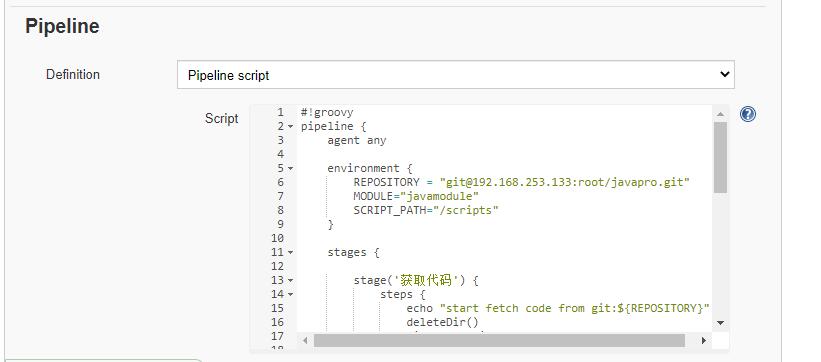 Pipeline
Definition
Pipeline script
Script
1 #!groovy
2 pipeline {
3     agent any
4
5     environment {
6         REPOSITORY = "git@192.168.253.133:root/javapro.git"
7         MODULE="javamodule"
8         SCRIPT_PATH="/scripts"
9     }
10
11     stages {
12
13         stage('获取代码') {
14             steps {
15                 echo "start fetch code from git:${REPOSITORY}"
16                 deleteDir()
17